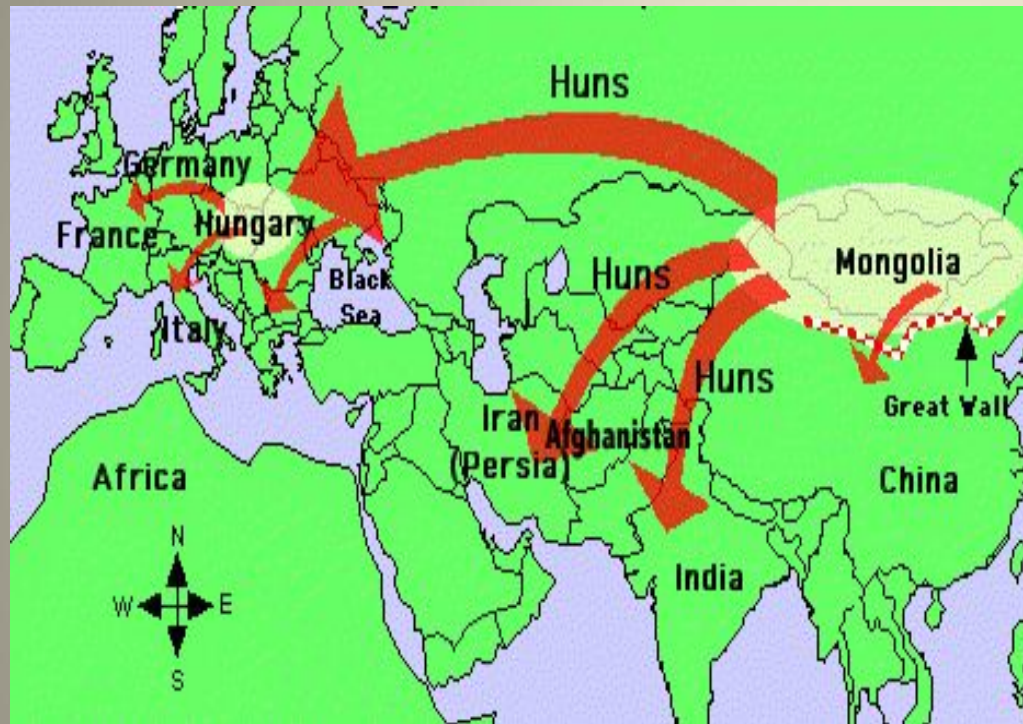 Huns
Germany
Hungary
France
Huns
Mongolia
Black
Sea
Italy
Huns
Great Wall
Iran
(Persia)
Afghanistan
Africa
China
India
N
W E
S